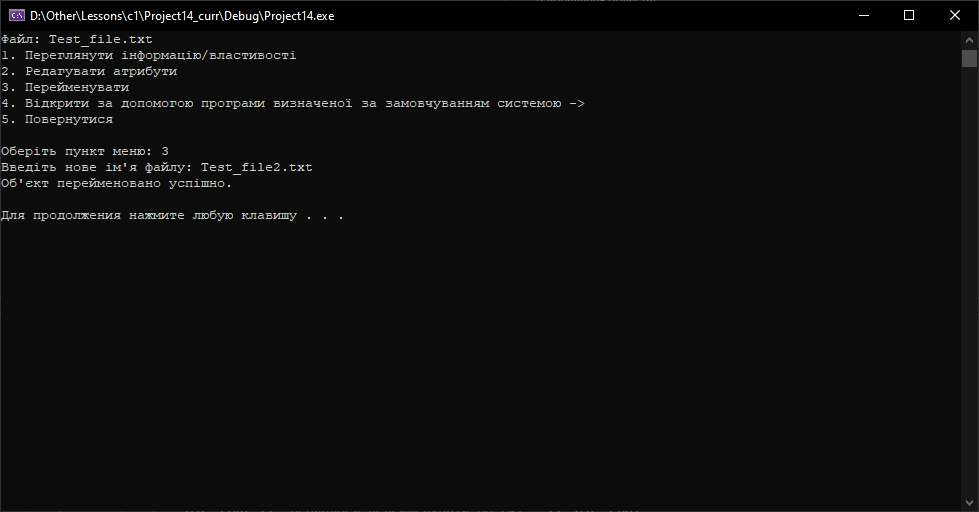 D:\Other\Lessons\c1\Project14_curr\Debug\Project14.exe
Файл: Test_file.txt
1. Переглянути інформацію/властивості
2. Редагувати атрибути
3. Перейменувати
4. Відкрити за допомогою програми визначеної за замовчуванням системою ->
5. Повернутися
Оберіть пункт меню: 3
Введіть нове ім'я файлу: Test_file2.txt
Об'єкт перейменовано успішно.
Для продолжения нажмите любую клавишу . . .